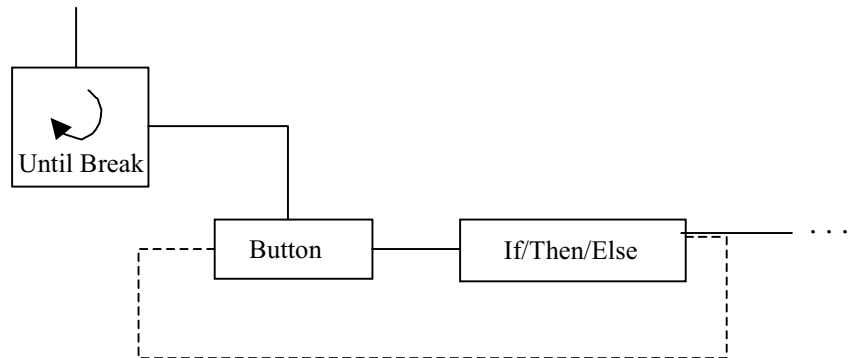 Until Break
Button
If/Then/Else
. . .